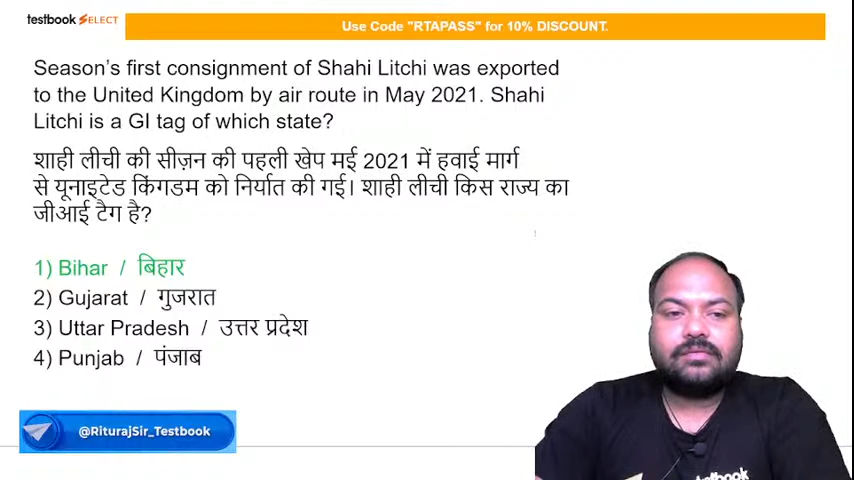 testbook SELECT
Use Code "RTAPASS" for 10% DISCOUNT.
Season's first consignment of Shahi Litchi was exported
to the United Kingdom by air route in May 2021. Shahi
Litchi is a GI tag of which state?
शाही लीची की सीज़न की पहली खेप मई 2021 में हवाई मार्ग
से यूनाइटेड किंगडम को निर्यात की गई। शाही लीची किस राज्य का
जीआई टैग है?
1) Bihar / बिहार
2) Gujarat / गुजरात
3) Uttar Pradesh / उत्तर प्रदेश
4) Punjab / पंजाब
@RiturajSir_Testbook
testbook